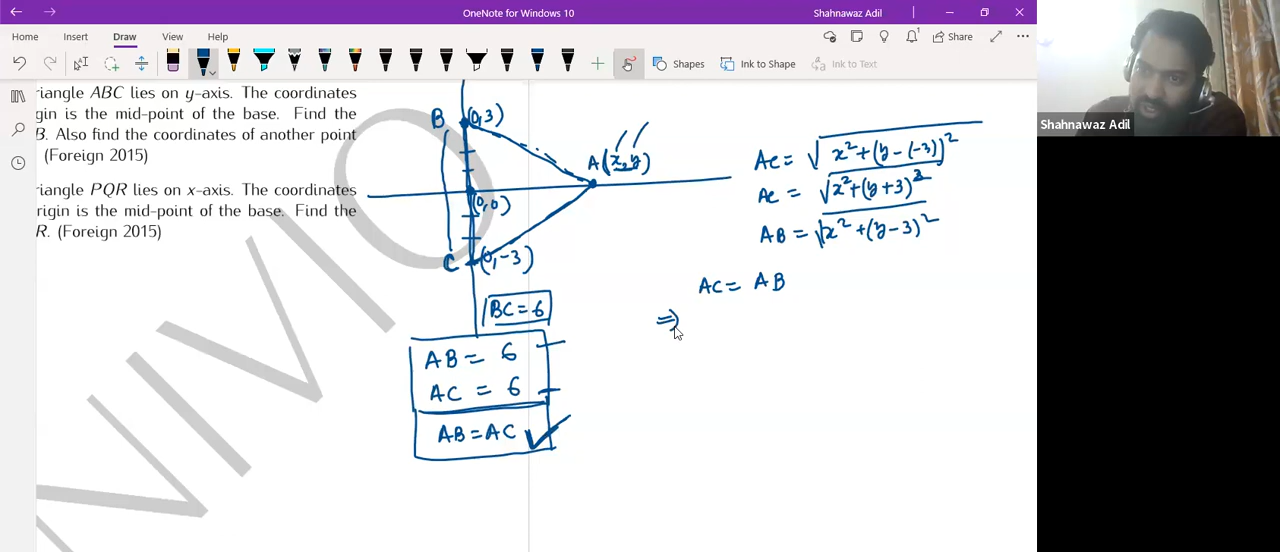 OneNote for Windows 10
Shahnawaz Adil
Home Insert Draw View Help
Share
Shapes
Ink to Shape
Ink to Text
Shahnawaz Adil
riangle ABC lies on y-axis. The coordinates
gin is the mid-point of the base. Find the
B. Also find the coordinates of another point
(Foreign 2015)
riangle PQR lies on x-axis. The coordinates
rigin is the mid-point of the base. Find the
R. (Foreign 2015)
NIVIO
B (0,3)
A(x,y)
(0,0)
C (0,-3)
BC=6
AB = 6
AC = 6
AB=AC
AC = √x²+(y-(-3))²
AC = √x²+(y+3)²
AB = √x²+(y-3)²
AC = AB
⇒